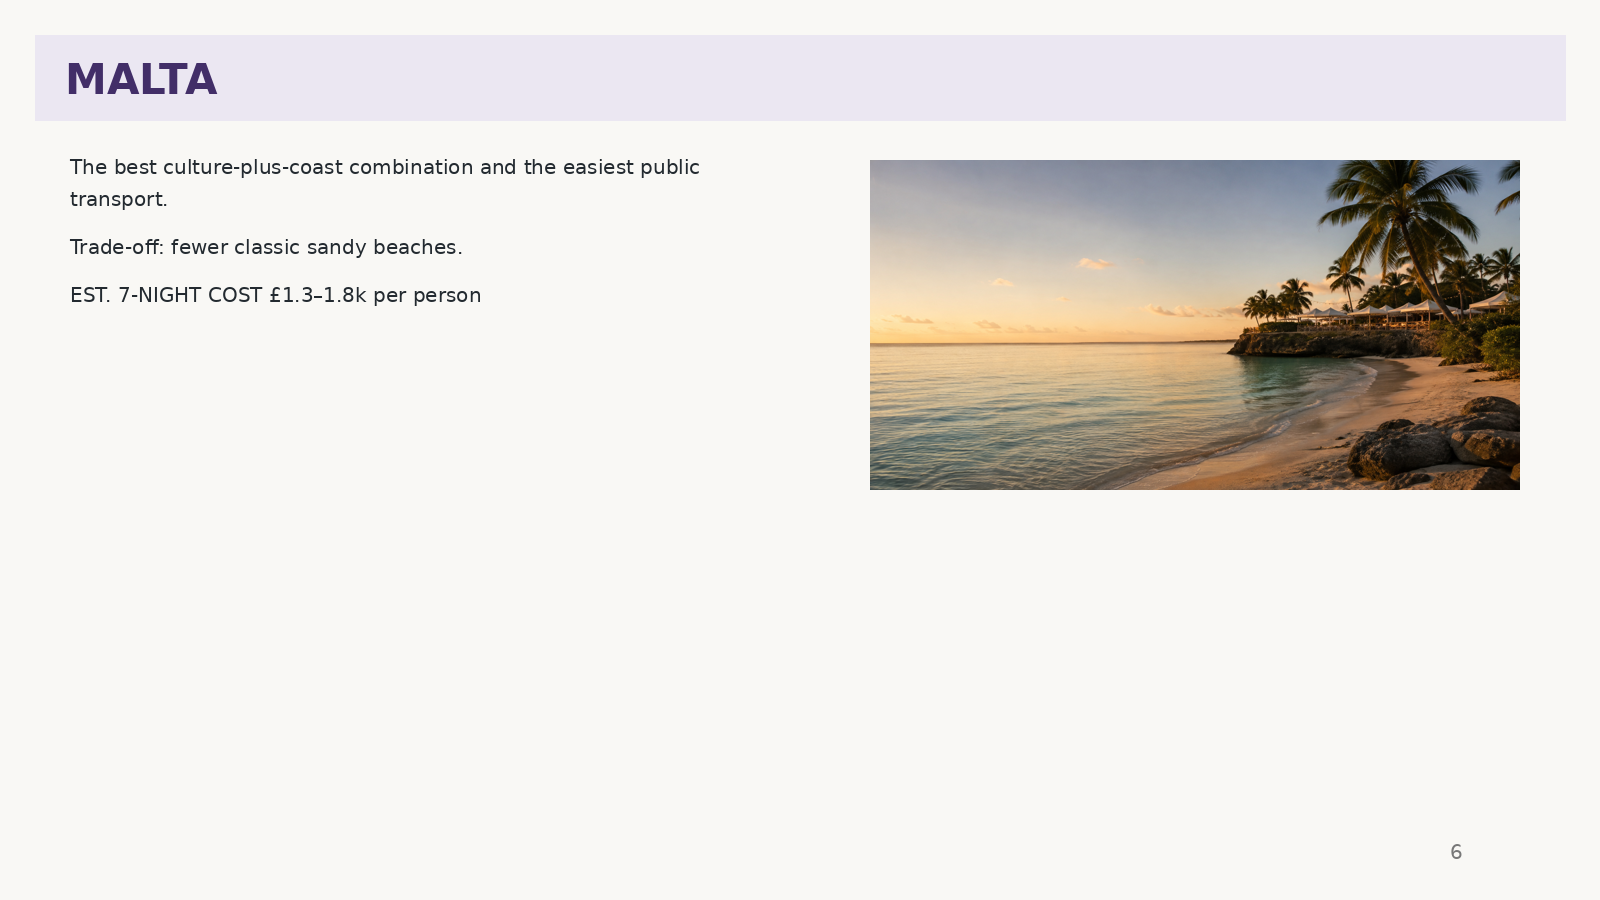 MALTA
The best culture-plus-coast combination and the easiest public
transport.
Trade-off: fewer classic sandy beaches.
EST. 7-NIGHT COST £1.3–1.8k per person
6